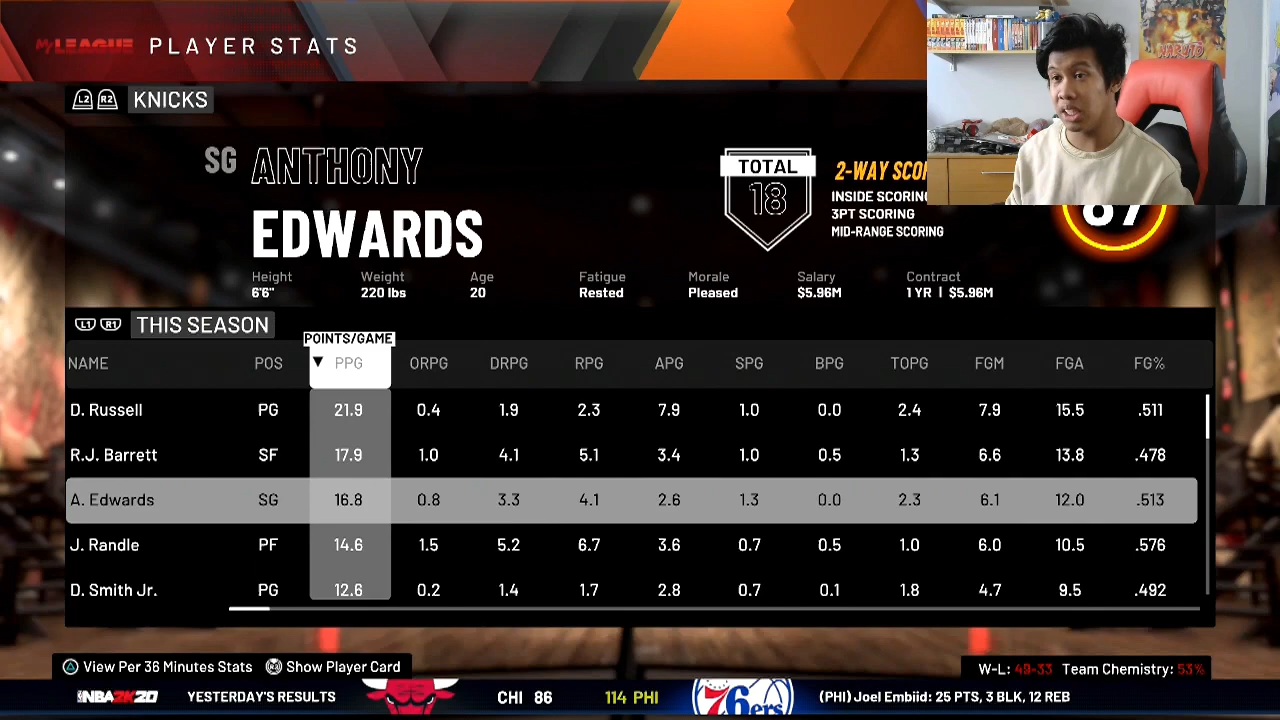 MyLEAGUE PLAYER STATS
NARUTO
L2 R2 KNICKS
SG ANTHONY
EDWARDS
TOTAL
18
2-WAY
INSIDE SCORING
3PT SCORING
MID-RANGE SCORING
87
Height Weight Age Fatigue Morale Salary Contract
6'6" 220 lbs 20 Rested Pleased $5.96M 1 YR | $5.96M
L1 R1 THIS SEASON
POINTS/GAME
NAME POS PPG ORPG DRPG RPG APG SPG BPG TOPG FGM FGA FG%
D. Russell PG 21.9 0.4 1.9 2.3 7.9 1.0 0.0 2.4 7.9 15.5 .511
R.J. Barrett SF 17.9 1.0 4.1 5.1 3.4 1.0 0.5 1.3 6.6 13.8 .478
A. Edwards SG 16.8 0.8 3.3 4.1 2.6 1.3 0.0 2.3 6.1 12.0 .513
J. Randle PF 14.6 1.5 5.2 6.7 3.6 0.7 0.5 1.0 6.0 10.5 .576
D. Smith Jr. PG 12.6 0.2 1.4 1.7 2.8 0.7 0.1 1.8 4.7 9.5 .492
View Per 36 Minutes Stats R3 Show Player Card
W-L: 49-33 Team Chemistry: 53%
NBA2K20 YESTERDAY'S RESULTS CHI 86 114 PHI 76ers (PHI) Joel Embiid: 25 PTS, 3 BLK, 12 REB